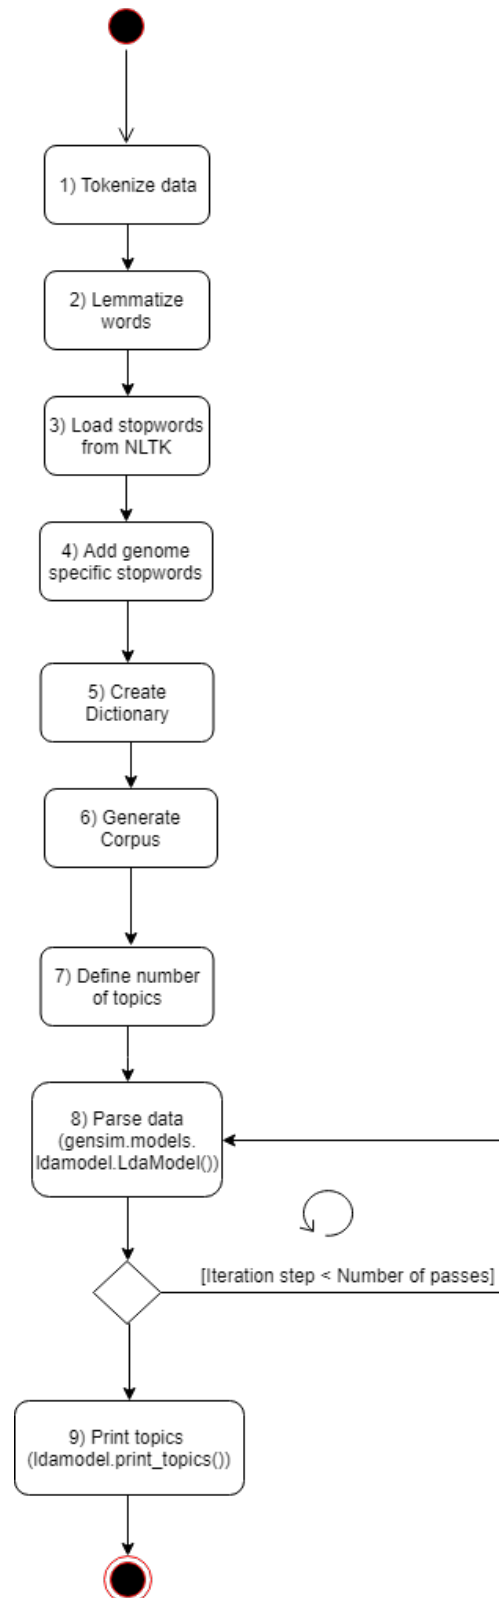 1) Tokenize data
2) Lemmatize
words
3) Load stopwords
from NLTK
4) Add genome
specific stopwords
5) Create
Dictionary
6) Generate
Corpus
7) Define number
of topics
8) Parse data
(gensim.models.
ldamodel.LdaModel())
[Iteration step < Number of passes]
9) Print topics
(ldamodel.print_topics())